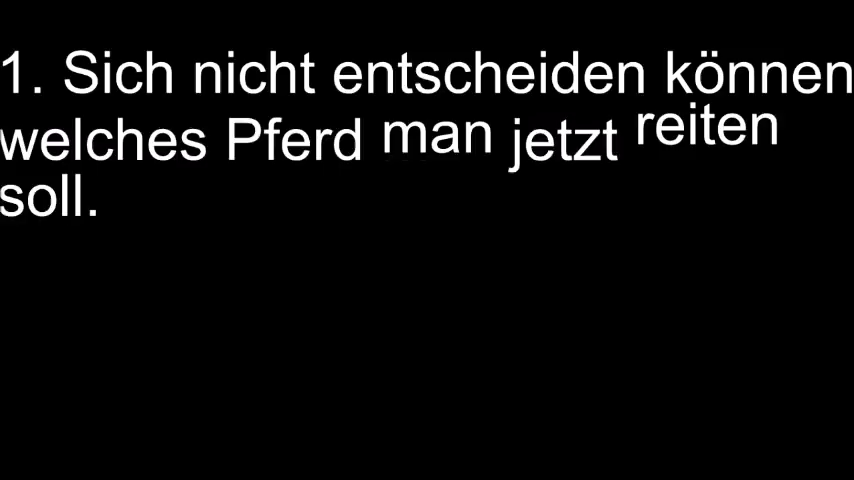 1. Sich nicht entscheiden können
welches Pferd man jetzt reiten
soll.